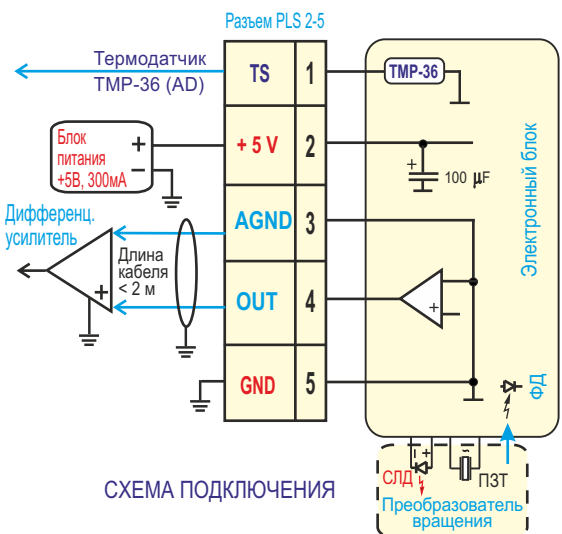 Разъем PLS 2-5
Термодатчик
TMP-36 (AD)
TS 1
TMP-36
Блок
питания
+5В, 300мА
+
−
+ 5 V 2
+
100 μF
Электронный блок
Дифференц.
усилитель
AGND 3
Длина
кабеля
< 2 м
+
OUT 4
+
GND 5
ФД
− +
~
СЛД
ПЗТ
Преобразователь
вращения
СХЕМА ПОДКЛЮЧЕНИЯ